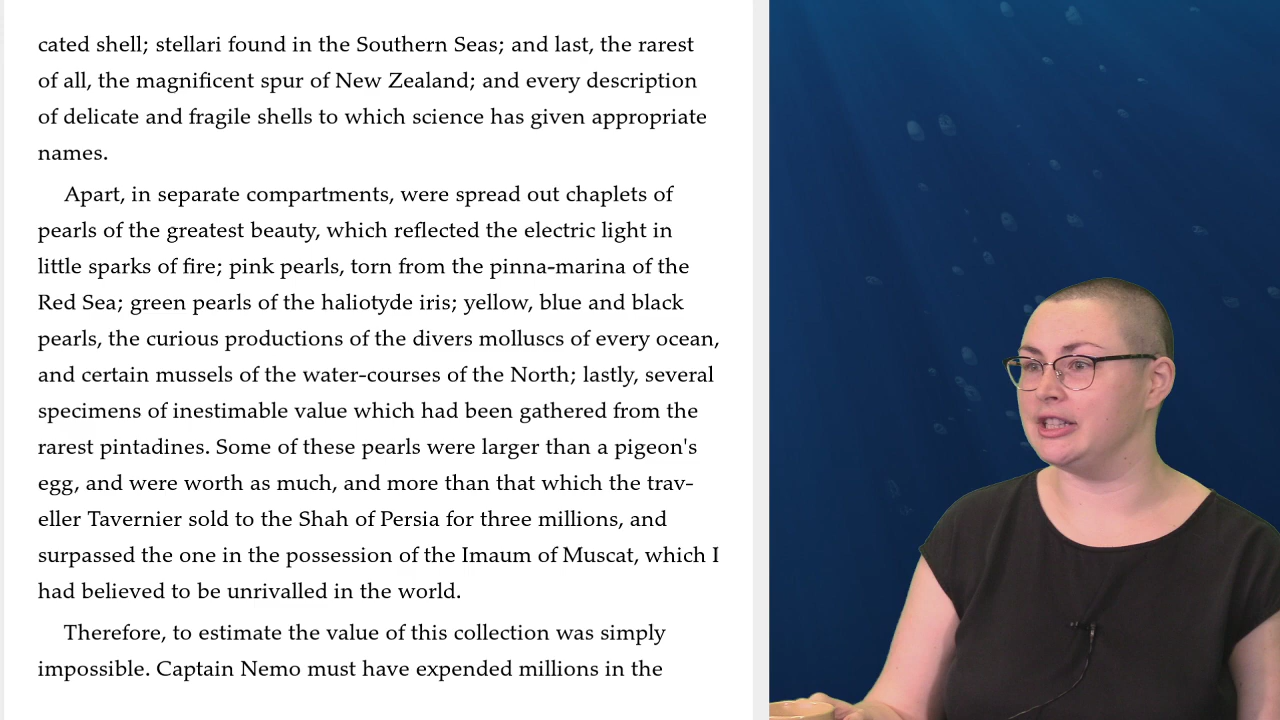 cated shell; stellari found in the Southern Seas; and last, the rarest
of all, the magnificent spur of New Zealand; and every description
of delicate and fragile shells to which science has given appropriate
names.
Apart, in separate compartments, were spread out chaplets of
pearls of the greatest beauty, which reflected the electric light in
little sparks of fire; pink pearls, torn from the pinna-marina of the
Red Sea; green pearls of the haliotyde iris; yellow, blue and black
pearls, the curious productions of the divers molluscs of every ocean,
and certain mussels of the water-courses of the North; lastly, several
specimens of inestimable value which had been gathered from the
rarest pintadines. Some of these pearls were larger than a pigeon's
egg, and were worth as much, and more than that which the trav-
eller Tavernier sold to the Shah of Persia for three millions, and
surpassed the one in the possession of the Imaum of Muscat, which I
had believed to be unrivalled in the world.
Therefore, to estimate the value of this collection was simply
impossible. Captain Nemo must have expended millions in the